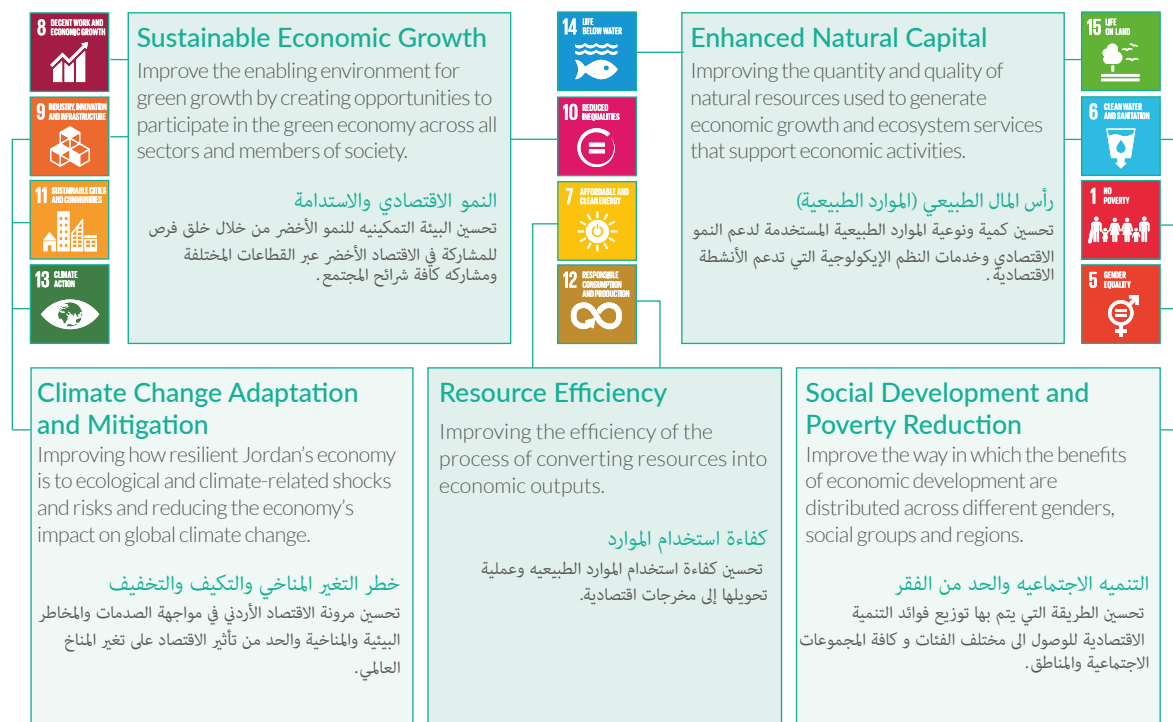 8 DECENT WORK AND
ECONOMIC GROWTH
9 INDUSTRY, INNOVATION
AND INFRASTRUCTURE
11 SUSTAINABLE CITIES
AND COMMUNITIES
13 CLIMATE
ACTION
Sustainable Economic Growth
Improve the enabling environment for
green growth by creating opportunities to
participate in the green economy across all
sectors and members of society.
النمو الاقتصادي والاستدامة
تحسين البيئة التمكينيه للنمو الأخضر من خلال خلق فرص
للمشاركة في الاقتصاد الأخضر عبر القطاعات المختلفة
ومشاركه كافة شرائح المجتمع.
14 LIFE
BELOW WATER
10 REDUCED
INEQUALITIES
7 AFFORDABLE AND
CLEAN ENERGY
12 RESPONSIBLE
CONSUMPTION
AND PRODUCTION
Enhanced Natural Capital
Improving the quantity and quality of
natural resources used to generate
economic growth and ecosystem services
that support economic activities.
رأس المال الطبيعي (الموارد الطبيعية)
تحسين كمية ونوعية الموارد الطبيعية المستخدمة لدعم النمو
الاقتصادي وخدمات النظم الإيكولوجية التي تدعم الأنشطة
الاقتصادية.
15 LIFE
ON LAND
6 CLEAN WATER
AND SANITATION
1 NO
POVERTY
5 GENDER
EQUALITY
Climate Change Adaptation
and Mitigation
Improving how resilient Jordan's economy
is to ecological and climate-related shocks
and risks and reducing the economy's
impact on global climate change.
خطر التغير المناخي والتكيف والتخفيف
تحسين مرونة الاقتصاد الأردني في مواجهة الصدمات والمخاطر
البيئية والمناخية والحد من تأثير الاقتصاد على تغير المناخ
العالمي.
Resource Efficiency
Improving the efficiency of the
process of converting resources into
economic outputs.
كفاءة استخدام الموارد
تحسين كفاءة استخدام الموارد الطبيعيه وعملية
تحويلها إلى مخرجات اقتصادية.
Social Development and
Poverty Reduction
Improve the way in which the benefits
of economic development are
distributed across different genders,
social groups and regions.
التنميه الاجتماعيه والحد من الفقر
تحسين الطريقة التي يتم بها توزيع فوائد التنمية
الاقتصادية للوصول الى مختلف الفئات و كافة المجموعات
الاجتماعية والمناطق.